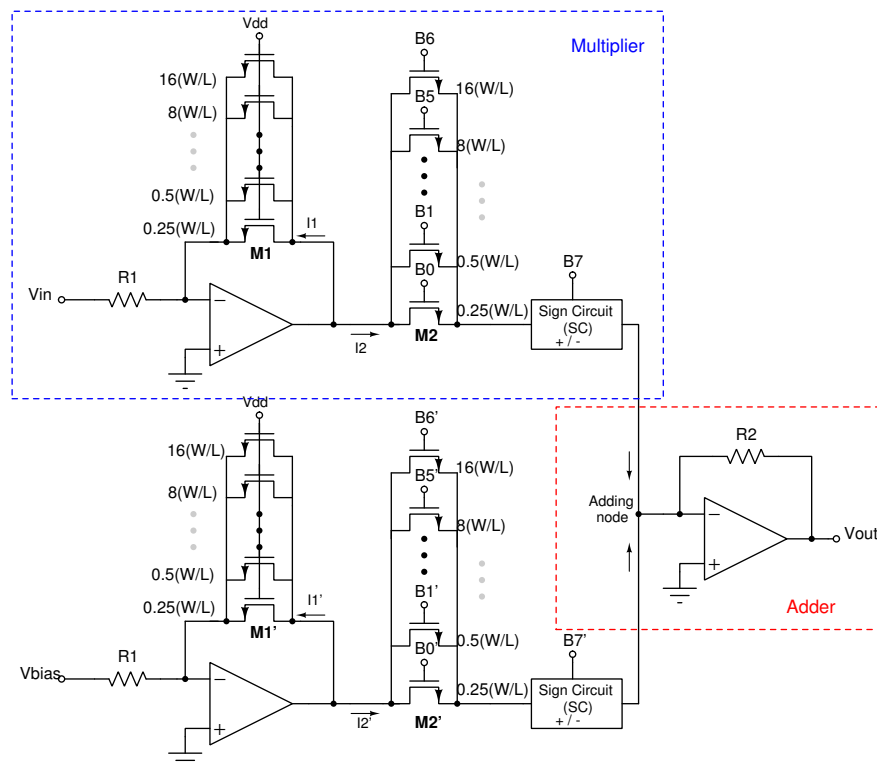 Multiplier
Vdd
16(W/L)
8(W/L)
0.5(W/L)
0.25(W/L)
M1
I1
R1
Vin
I2
B6
16(W/L)
B5
8(W/L)
B1
0.5(W/L)
B0
0.25(W/L)
M2
B7
Sign Circuit
(SC)
+ / -
Vdd
16(W/L)
8(W/L)
0.5(W/L)
0.25(W/L)
M1'
I1'
R1
Vbias
I2'
B6'
16(W/L)
B5'
8(W/L)
B1'
0.5(W/L)
B0'
0.25(W/L)
M2'
B7'
Sign Circuit
(SC)
+ / -
Adding
node
R2
Vout
Adder